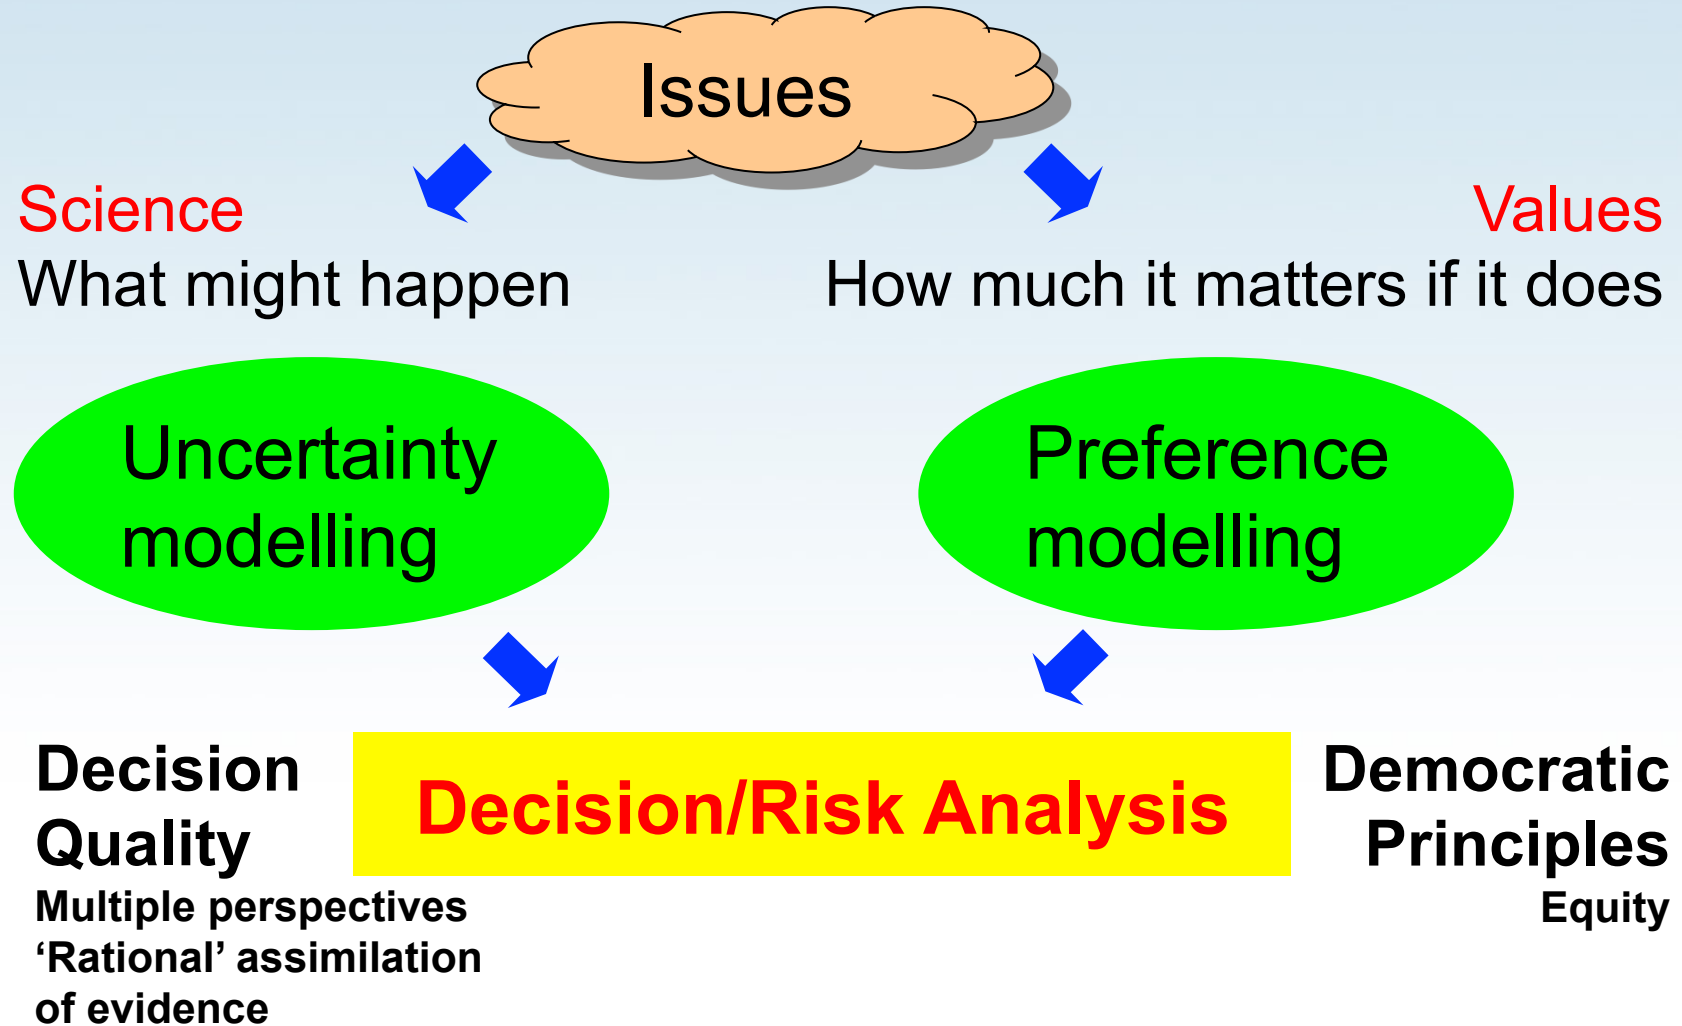 Issues
Science
What might happen
Values
How much it matters if it does
Uncertainty
modelling
Preference
modelling
Decision
Quality
Multiple perspectives
‘Rational’ assimilation
of evidence
Decision/Risk Analysis
Democratic
Principles
Equity